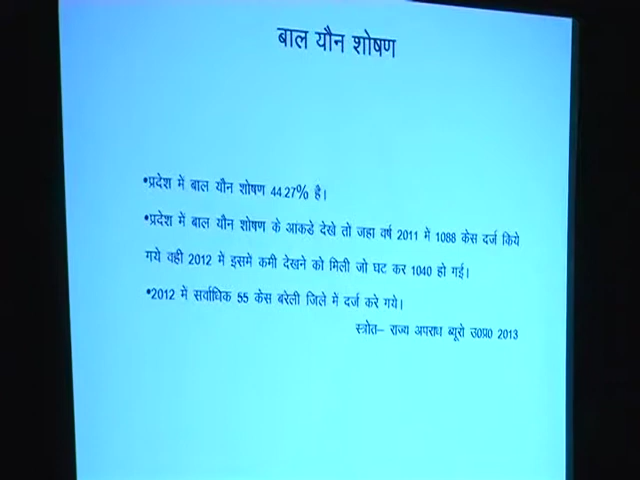 बाल यौन शोषण
•प्रदेश में बाल यौन शोषण 44.27% है।
•प्रदेश में बाल यौन शोषण के आंकडे देखे तो जहा वर्ष 2011 में 1088 केस दर्ज किये
गये वही 2012 में इसमे कमी देखने को मिली जो घट कर 1040 हो गई।
•2012 में सर्वाधिक 55 केस बरेली जिले में दर्ज करे गये।
स्त्रोत– राज्य अपराध ब्यूरो उ0प्र0 2013